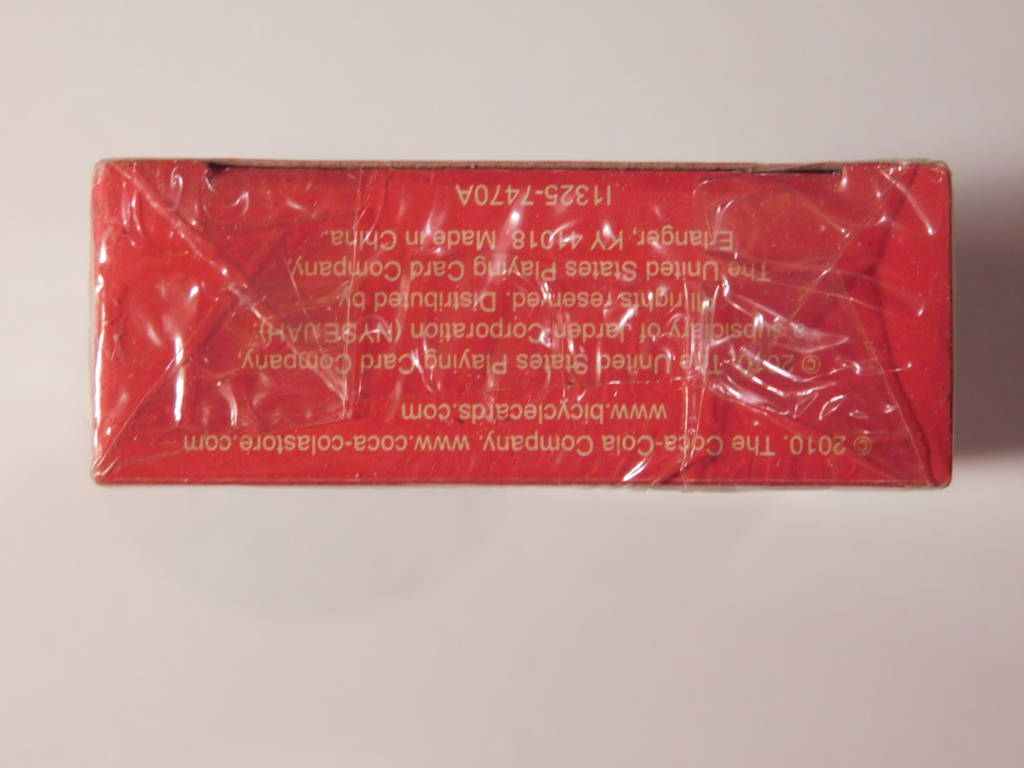 © 2010. The Coca-Cola Company. www.coca-colastore.com
www.bicyclecards.com
© 2010. The United States Playing Card Company,
a subsidiary of Jarden Corporation (NYSE:JAH).
All rights reserved. Distributed by
The United States Playing Card Company,
Erlanger, KY 41018. Made in China.
I1325-7470A